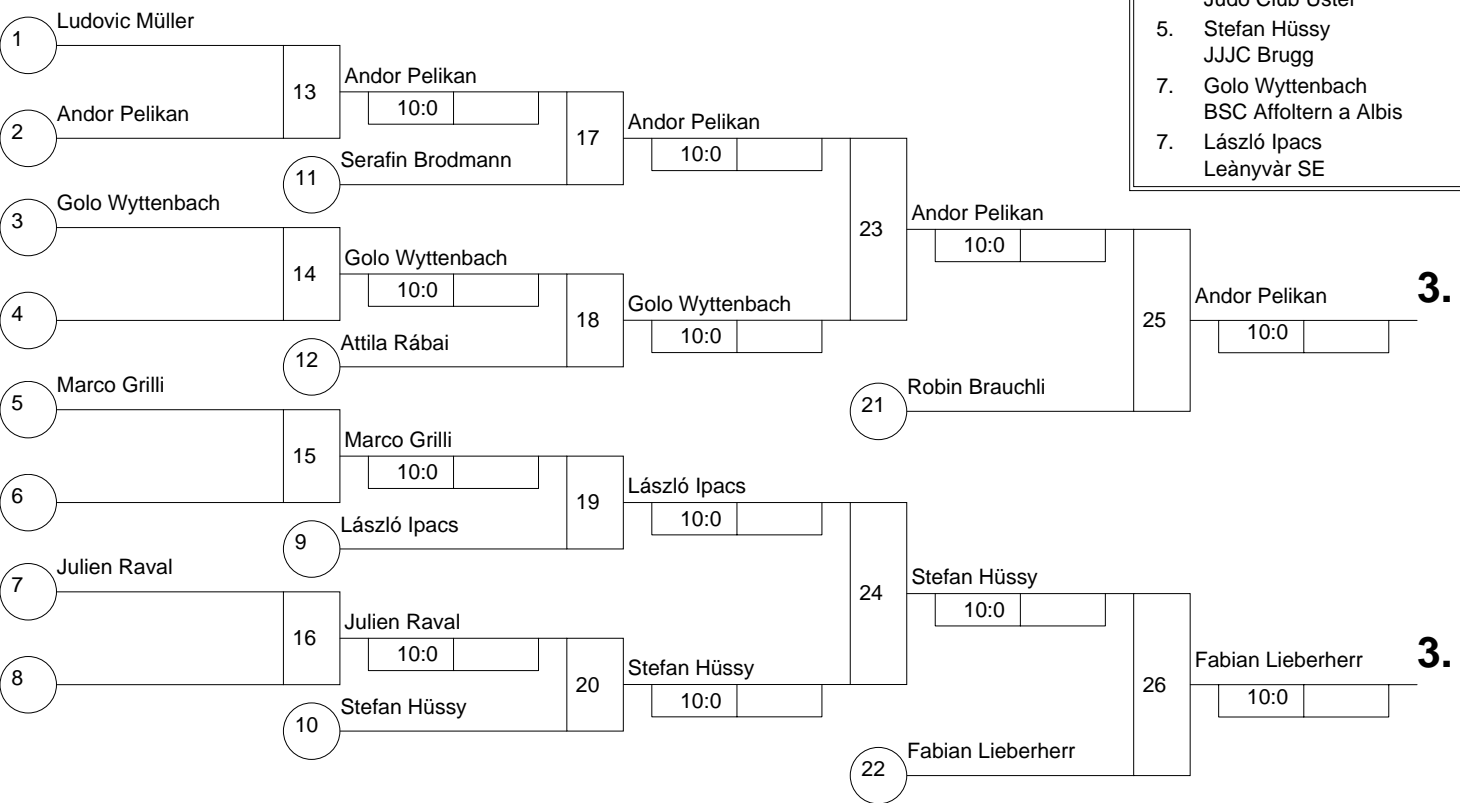 Judo Club Uster
5. Stefan Hüssy
JJJC Brugg
7. Golo Wyttenbach
BSC Affoltern a Albis
7. László Ipacs
Leànyvàr SE
1 Ludovic Müller
2 Andor Pelikan
13 Andor Pelikan
10:0
11 Serafin Brodmann
17 Andor Pelikan
10:0
3 Golo Wyttenbach
4
14 Golo Wyttenbach
10:0
12 Attila Rábai
18 Golo Wyttenbach
10:0
23 Andor Pelikan
10:0
21 Robin Brauchli
25 Andor Pelikan 3.
10:0
5 Marco Grilli
6
15 Marco Grilli
10:0
9 László Ipacs
19 László Ipacs
10:0
7 Julien Raval
8
16 Julien Raval
10:0
10 Stefan Hüssy
20 Stefan Hüssy
10:0
24 Stefan Hüssy
10:0
22 Fabian Lieberherr
26 Fabian Lieberherr 3.
10:0